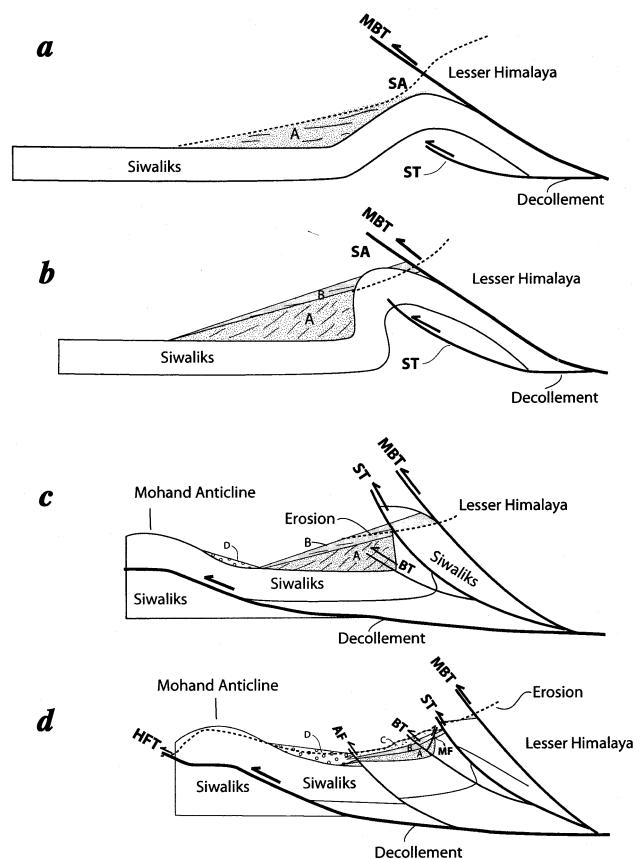 a
MBT
Lesser Himalaya
SA
A
Siwaliks
ST
Decollement
b
MBT
SA
Lesser Himalaya
B
A
Siwaliks
ST
Decollement
c
ST
MBT
Mohand Anticline
Lesser Himalaya
Erosion
D
B
A
BT
Siwaliks
Siwaliks
Siwaliks
Decollement
d
MBT
Mohand Anticline
ST
Erosion
HFT
D
AF
C
BT
B
A
MF
Lesser Himalaya
Siwaliks
Siwaliks
Decollement